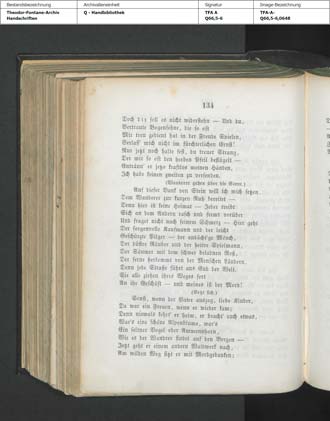 Bestandsbezeichnung
Archivalieneinheit
Signatur
Image-Bezeichnung
Theodor-Fontane-Archiv
Handschriften
Q - Handbibliothek
TFA A
Q66,5-6
TFA-A-
Q66,5-6,0648
134
Doch dir soll es nicht widerstehn — Und du,
Vertraute Bogensehne, die so oft
Mir treu gedient hat in der Freude Spielen,
Verlaß' mich nicht im fürchterlichen Ernst!
Nur jetzt noch halte fest, du treuer Strang,
Der mir so oft den herben Pfeil beflügelt —
Entränn' er jetzo kraftlos meinen Händen,
Ich habe keinen zweiten zu versenden.
(Wanderer gehen über die Scene.)
Auf dieser Bank von Stein will ich mich setzen,
Dem Wanderer zur kurzen Ruh bereitet —
Denn hier ist keine Heimat — Jeder treibt
Sich an dem Andern rasch und fremd vorüber
Und fraget nicht nach seinem Schmerz — Hier geht
Der sorgenvolle Kaufmann und der leicht
Geschürzte Pilger — der andächt'ge Mönch,
Der düstre Räuber und der heitre Spielmann,
Der Säumer mit dem schwer beladnen Roß,
Der ferne herkommt von der Menschen Ländern,
Denn jede Straße führt ans End der Welt.
Sie alle ziehen ihres Weges fort
An ihr Geschäft — und meines ist der Mord!
(Setzt sich.)
Sonst, wenn der Vater auszog, liebe Kinder,
Da war ein Freuen, wenn er wieder kam;
Denn niemals kehrt' er heim, er bracht' euch etwas,
War's eine schöne Alpenblume, war's
Ein seltner Vogel oder Ammonshorn,
Wie es der Wandrer findet auf den Bergen —
Jetzt geht er einem andern Waidwerk nach,
Am wilden Weg sitzt er mit Mordgedanken;